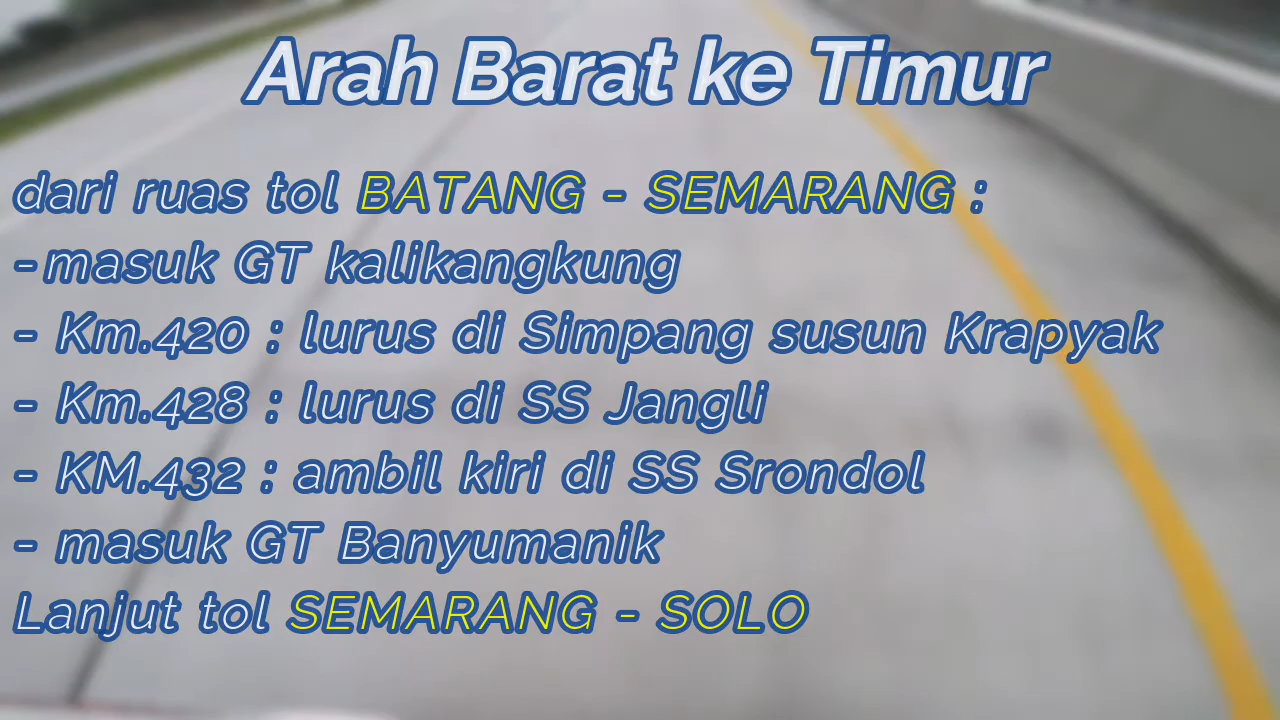 Arah Barat ke Timur
dari ruas tol BATANG - SEMARANG :
- masuk GT kalikangkung
- Km.420 : lurus di Simpang susun Krapyak
- Km.428 : lurus di SS Jangli
- KM.432 : ambil kiri di SS Srondol
- masuk GT Banyumanik
Lanjut tol SEMARANG - SOLO